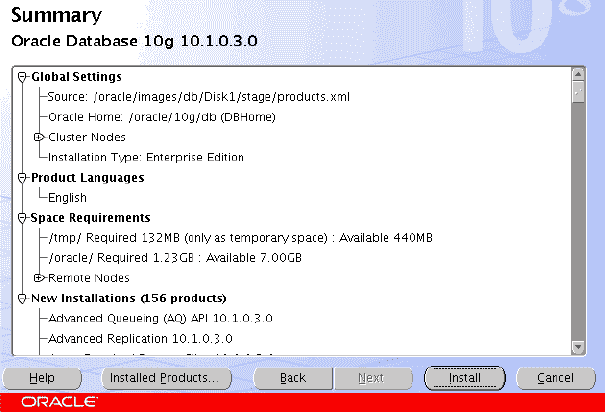 Summary
Oracle Database 10g 10.1.0.3.0
10g
Global Settings
Source: /oracle/images/db/Disk1/stage/products.xml
Oracle Home: /oracle/10g/db (DBHome)
Cluster Nodes
Installation Type: Enterprise Edition
Product Languages
English
Space Requirements
/tmp/ Required 132MB (only as temporary space) : Available 440MB
/oracle/ Required 1.23GB : Available 7.00GB
Remote Nodes
New Installations (156 products)
Advanced Queueing (AQ) API 10.1.0.3.0
Advanced Replication 10.1.0.3.0
Help Installed Products... Back Next Install Cancel
ORACLE